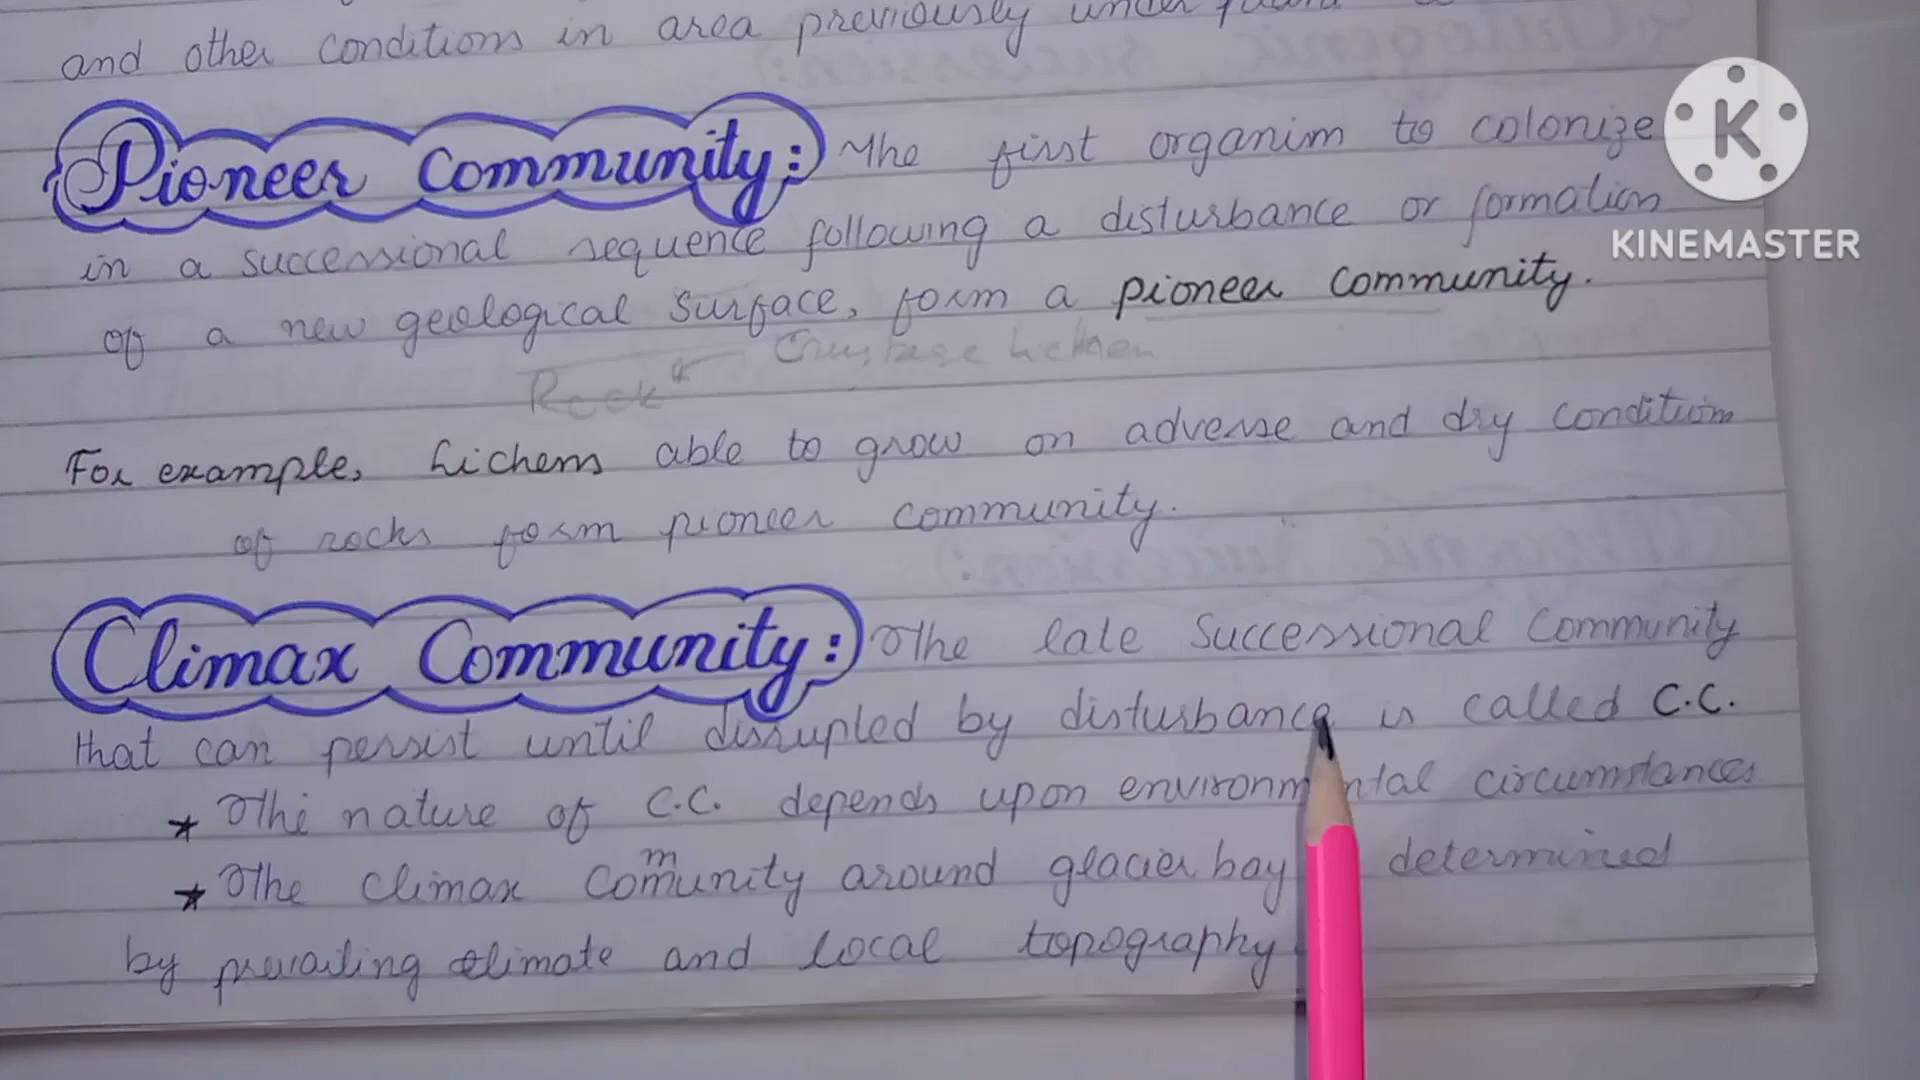 and other conditions in area previously under
Pioneer Community: The first organim to colonize
in a successional sequence following a disturbance or formation
of a new geological surface, form a pioneer community.
Crustose Lichen
Rock
For example, Lichens able to grow on adverse and dry condition
of rocks form pioneer community.
Climax Community: The late Successional Community
that can persist until disrupted by disturbance is called C.C.
* The nature of C.C. depends upon environmental circumstances
* The climax community around glacier bay determined
by prevailing climate and local topography
K
KINEMASTER